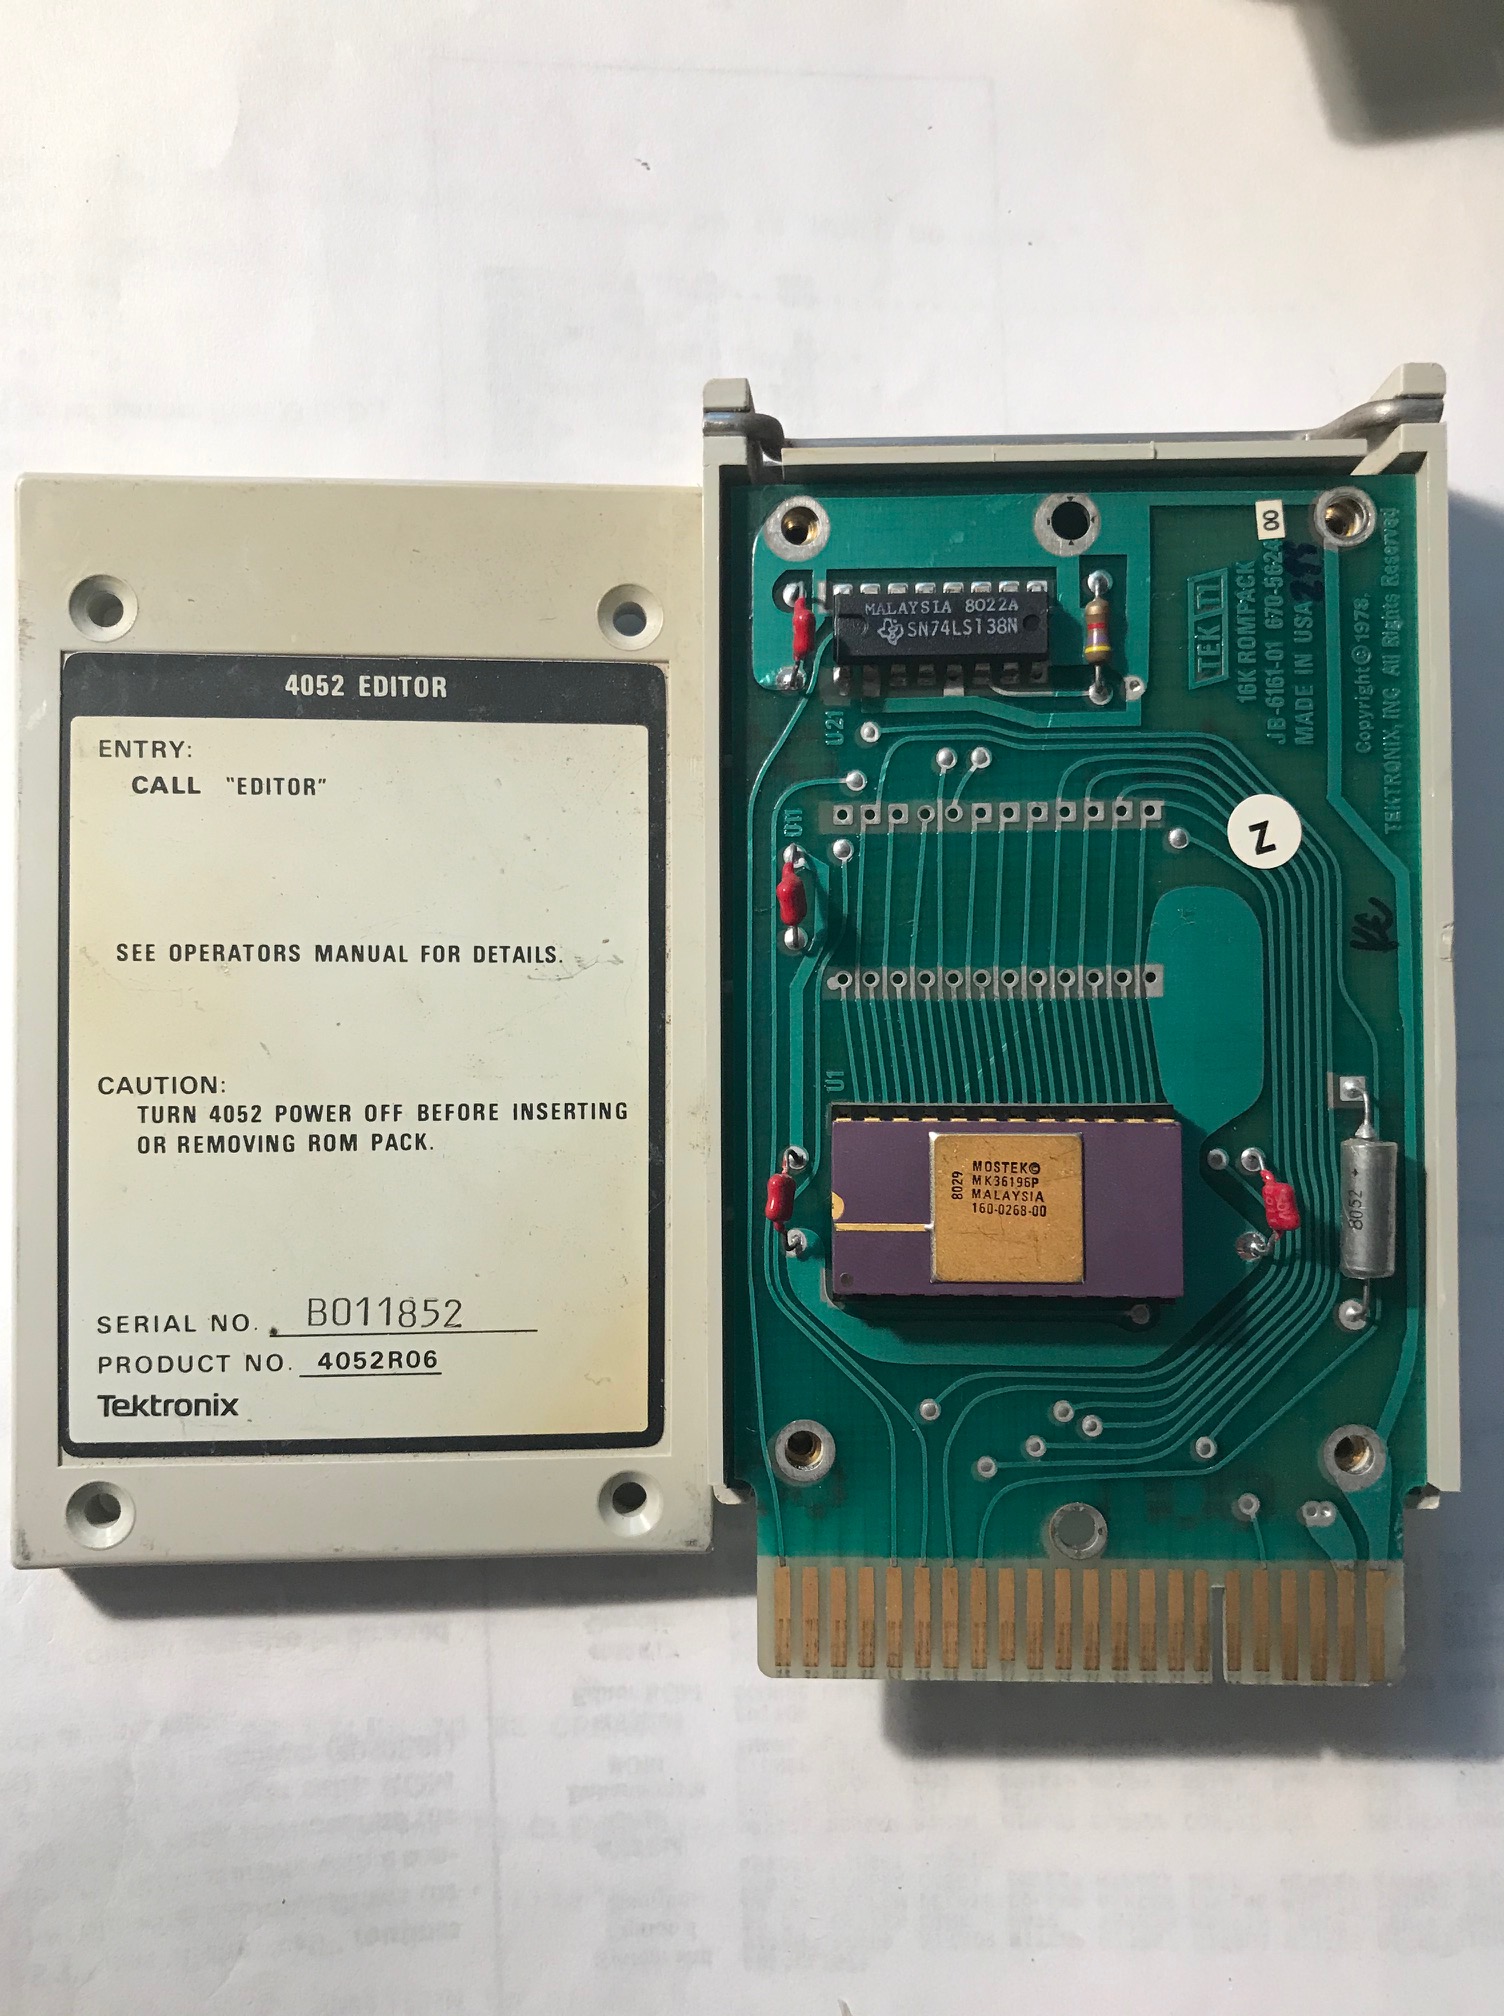 4052 EDITOR
ENTRY:
CALL "EDITOR"
SEE OPERATORS MANUAL FOR DETAILS.
CAUTION:
TURN 4052 POWER OFF BEFORE INSERTING
OR REMOVING ROM PACK.
SERIAL NO. B011852
PRODUCT NO. 4052R06
Tektronix
U1
U11
U21
8029
MOSTEK©
MK36196P
MALAYSIA
160-0268-00
MALAYSIA 8022A
SN74LS138N
Z
TEK T1
16K ROMPACK
JB-6161-01 670-5624 00
MADE IN USA
8052 +
Copyright © 1978,
TEKTRONIX, INC All Rights Reserved